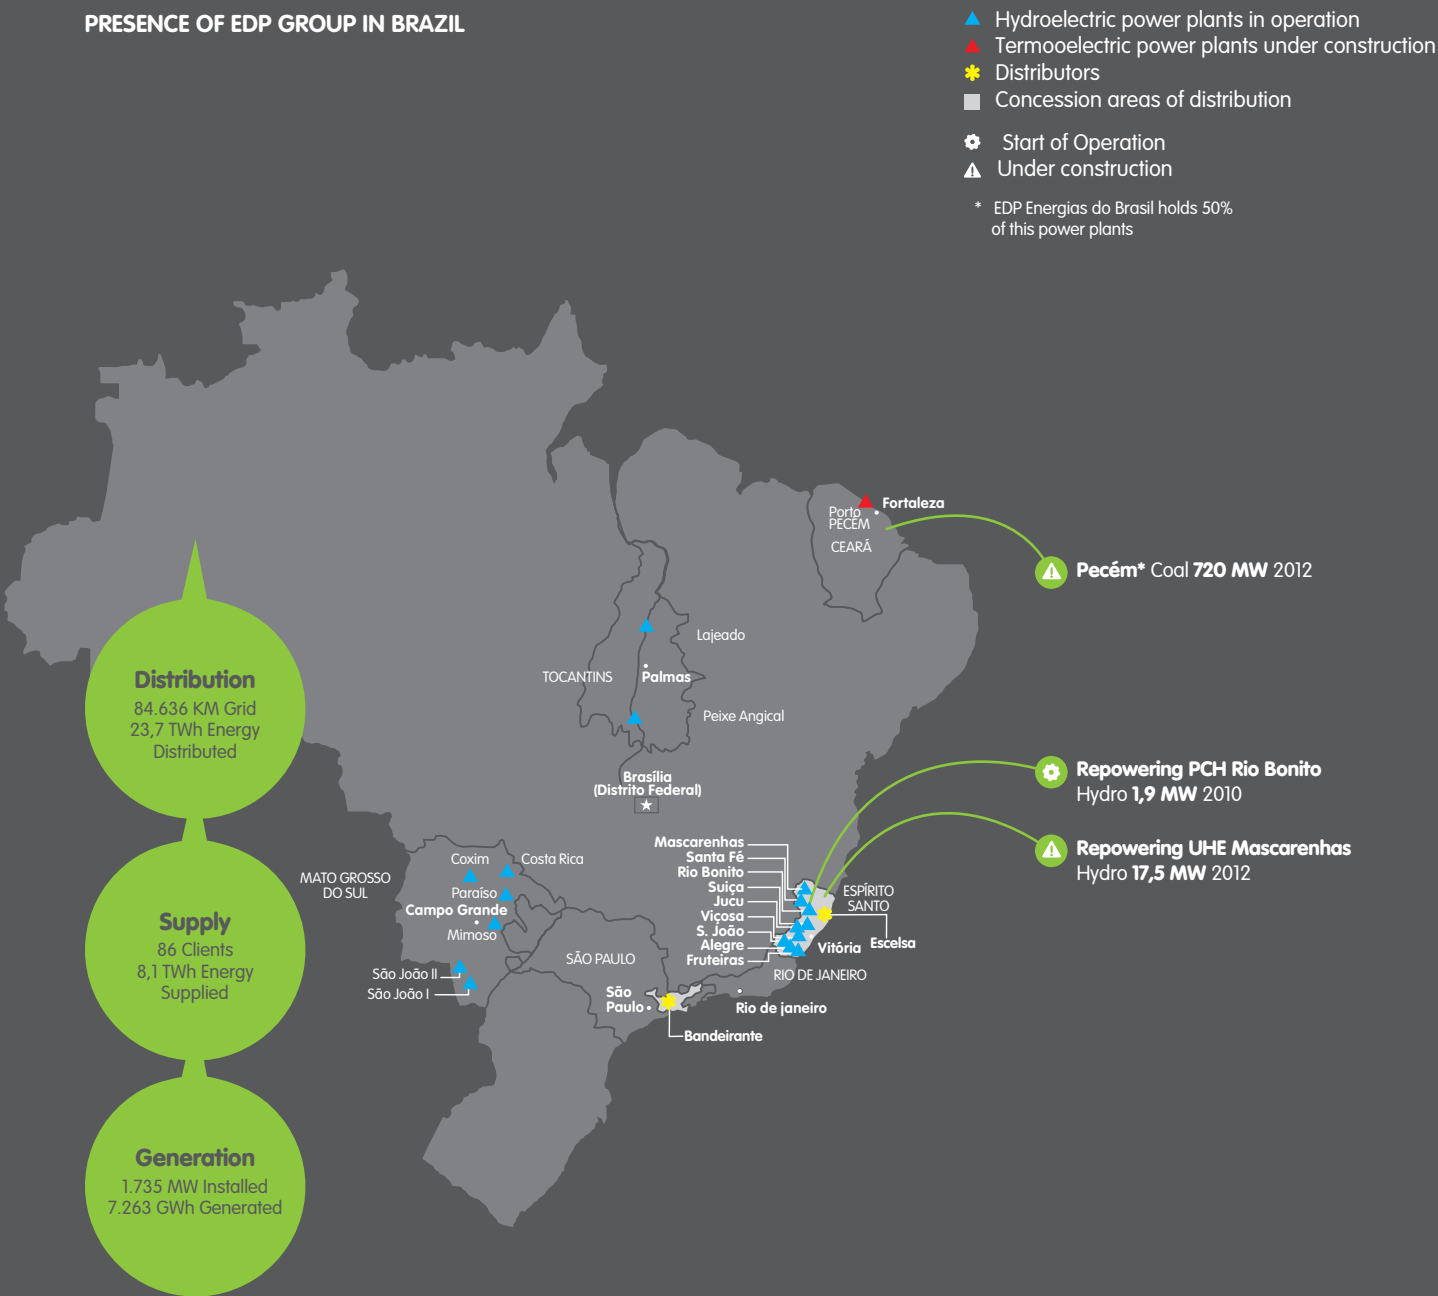 PRESENCE OF EDP GROUP IN BRAZIL
Hydroelectric power plants in operation
Termooelectric power plants under construction
Distributors
Concession areas of distribution
Start of Operation
Under construction
* EDP Energias do Brasil holds 50%
of this power plants
Fortaleza
Porto
PECÉM
CEARÁ
Pecém* Coal 720 MW 2012
Lajeado
TOCANTINS
Palmas
Peixe Angical
Distribution
84.636 KM Grid
23,7 TWh Energy
Distributed
Brasília
(Distrito Federal)
Repowering PCH Rio Bonito
Hydro 1,9 MW 2010
Repowering UHE Mascarenhas
Hydro 17,5 MW 2012
Mascarenhas
Santa Fé
Rio Bonito
Suiça
Jucu
Viçosa
S. João
Alegre
Fruteiras
ESPÍRITO
SANTO
Vitória
Escelsa
RIO DE JANEIRO
Rio de janeiro
Coxim
Costa Rica
MATO GROSSO
DO SUL
Paraíso
Campo Grande
Mimoso
São João II
São João I
SÃO PAULO
São
Paulo
Bandeirante
Supply
86 Clients
8,1 TWh Energy
Supplied
Generation
1.735 MW Installed
7.263 GWh Generated